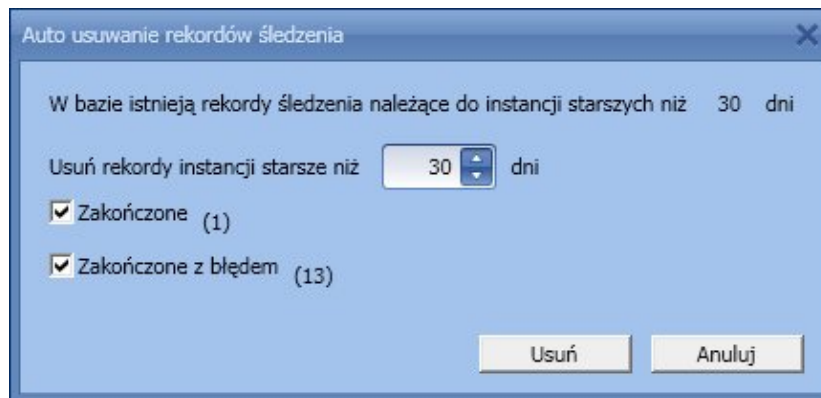 Auto usuwanie rekordów śledzenia
W bazie istnieją rekordy śledzenia należące do instancji starszych niż 30 dni
Usuń rekordy instancji starsze niż 30 dni
Zakończone (1)
Zakończone z błędem (13)
Usuń Anuluj